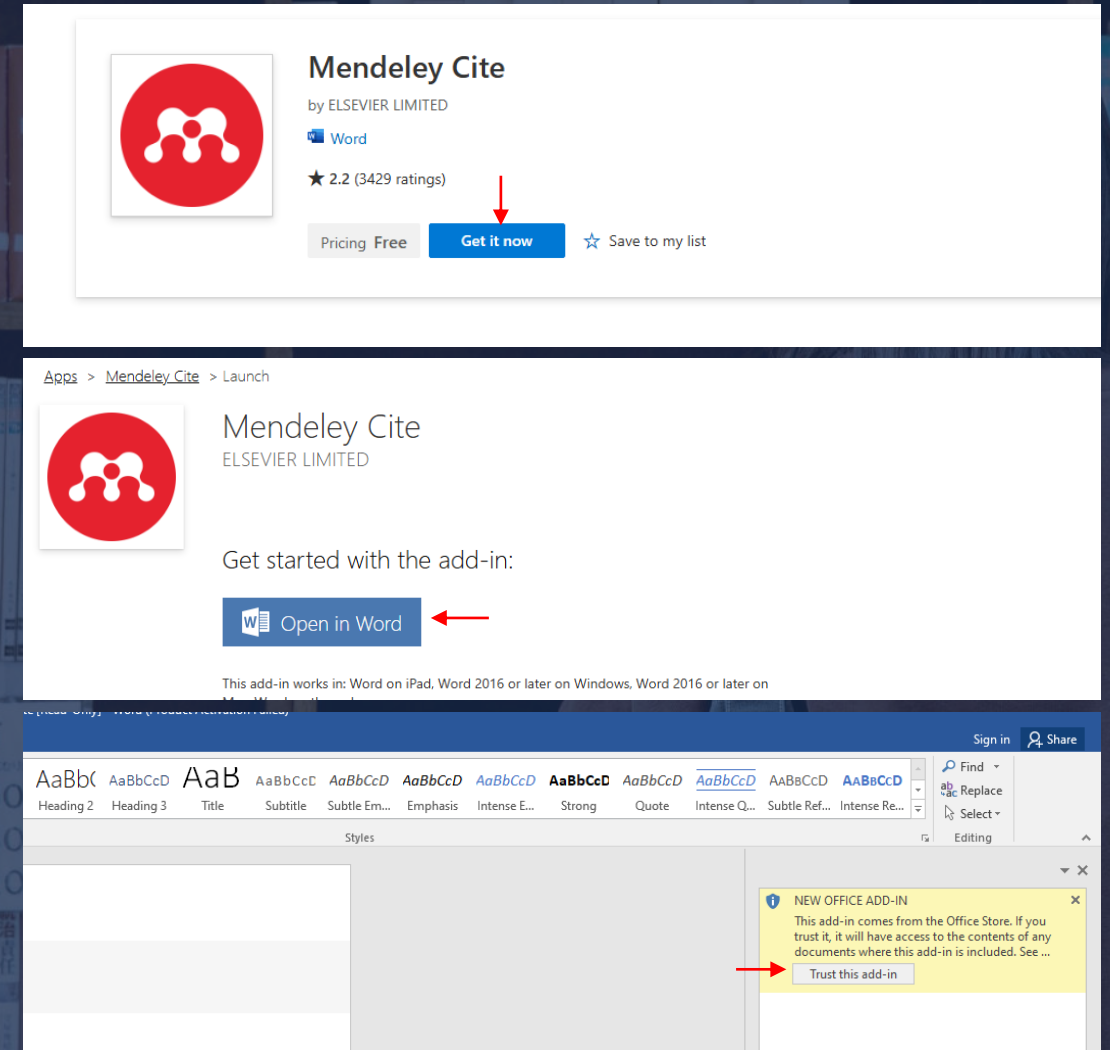 Mendeley Cite
by ELSEVIER LIMITED
Word
2.2 (3429 ratings)
Pricing Free
Get it now
Save to my list
Apps > Mendeley Cite > Launch
Mendeley Cite
ELSEVIER LIMITED
Get started with the add-in:
Open in Word
This add-in works in: Word on iPad, Word 2016 or later on Windows, Word 2016 or later on
Sign in
Share
AaBb( AaBbCcD AaB AaBbCcD AaBbCcD AaBbCcD AaBbCcD AaBbCcD AaBbCcD AaBbCcD AaBbCcD AaBbCcD
Heading 2 Heading 3 Title Subtitle Subtle Em... Emphasis Intense E... Strong Quote Intense Q... Subtle Ref... Intense Re...
Find
Replace
Select
Styles
Editing
NEW OFFICE ADD-IN
This add-in comes from the Office Store. If you
trust it, it will have access to the contents of any
documents where this add-in is included. See ...
Trust this add-in